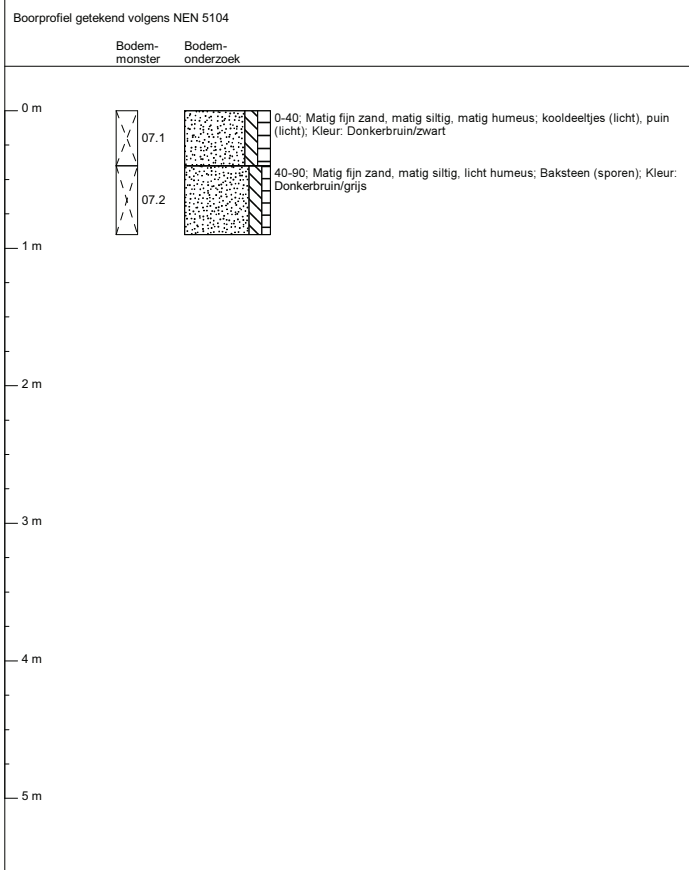 Boorprofiel getekend volgens NEN 5104
Bodem-
monster
Bodem-
onderzoek
0 m
07.1
0-40; Matig fijn zand, matig siltig, matig humeus; kooldeeltjes (licht), puin
(licht); Kleur: Donkerbruin/zwart
07.2
40-90; Matig fijn zand, matig siltig, licht humeus; Baksteen (sporen); Kleur:
Donkerbruin/grijs
1 m
2 m
3 m
4 m
5 m